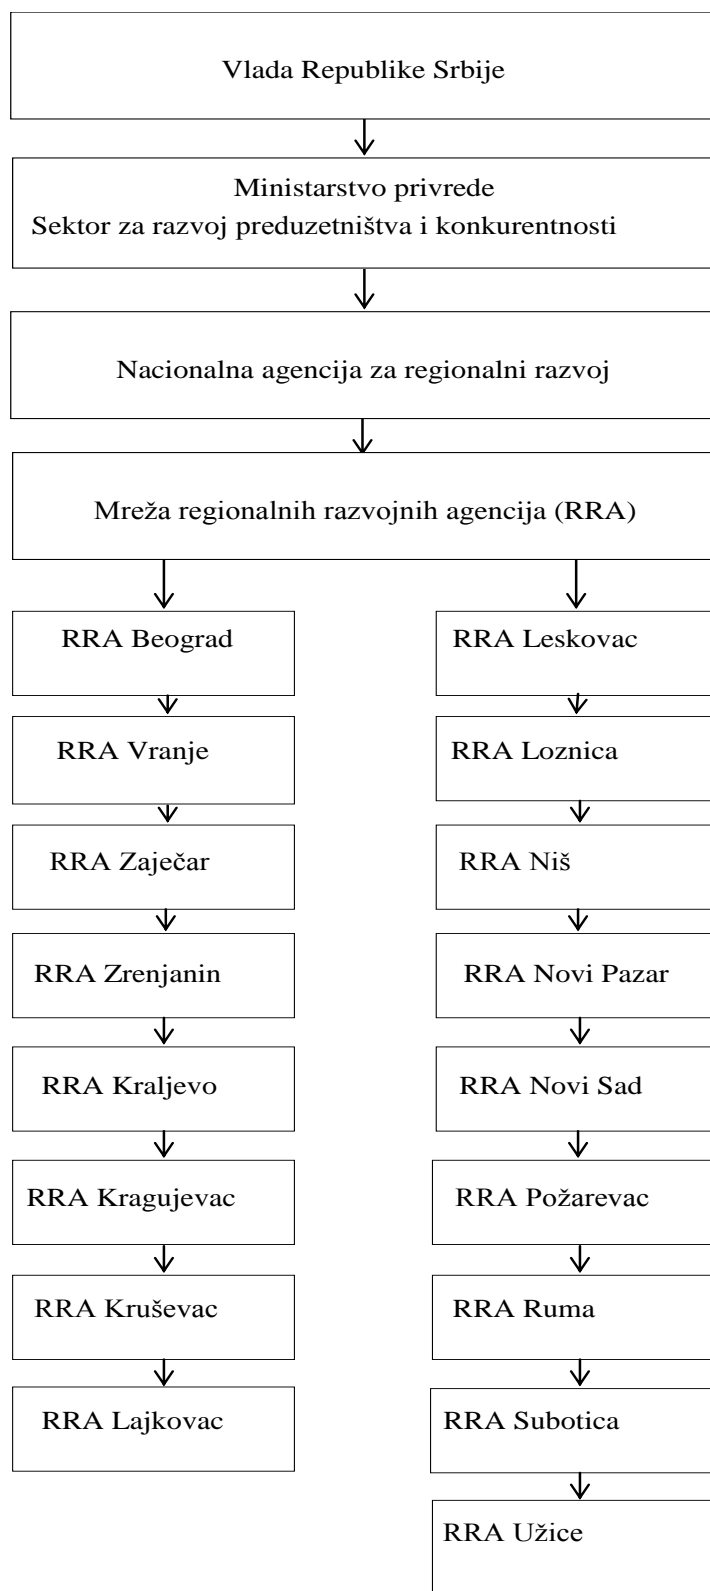 Vlada Republike Srbije
Ministarstvo privrede
Sektor za razvoj preduzetništva i konkurentnosti
Nacionalna agencija za regionalni razvoj
Mreža regionalnih razvojnih agencija (RRA)
RRA Beograd
RRA Vranje
RRA Zaječar
RRA Zrenjanin
RRA Kraljevo
RRA Kragujevac
RRA Kruševac
RRA Lajkovac
RRA Leskovac
RRA Loznica
RRA Niš
RRA Novi Pazar
RRA Novi Sad
RRA Požarevac
RRA Ruma
RRA Subotica
RRA Užice